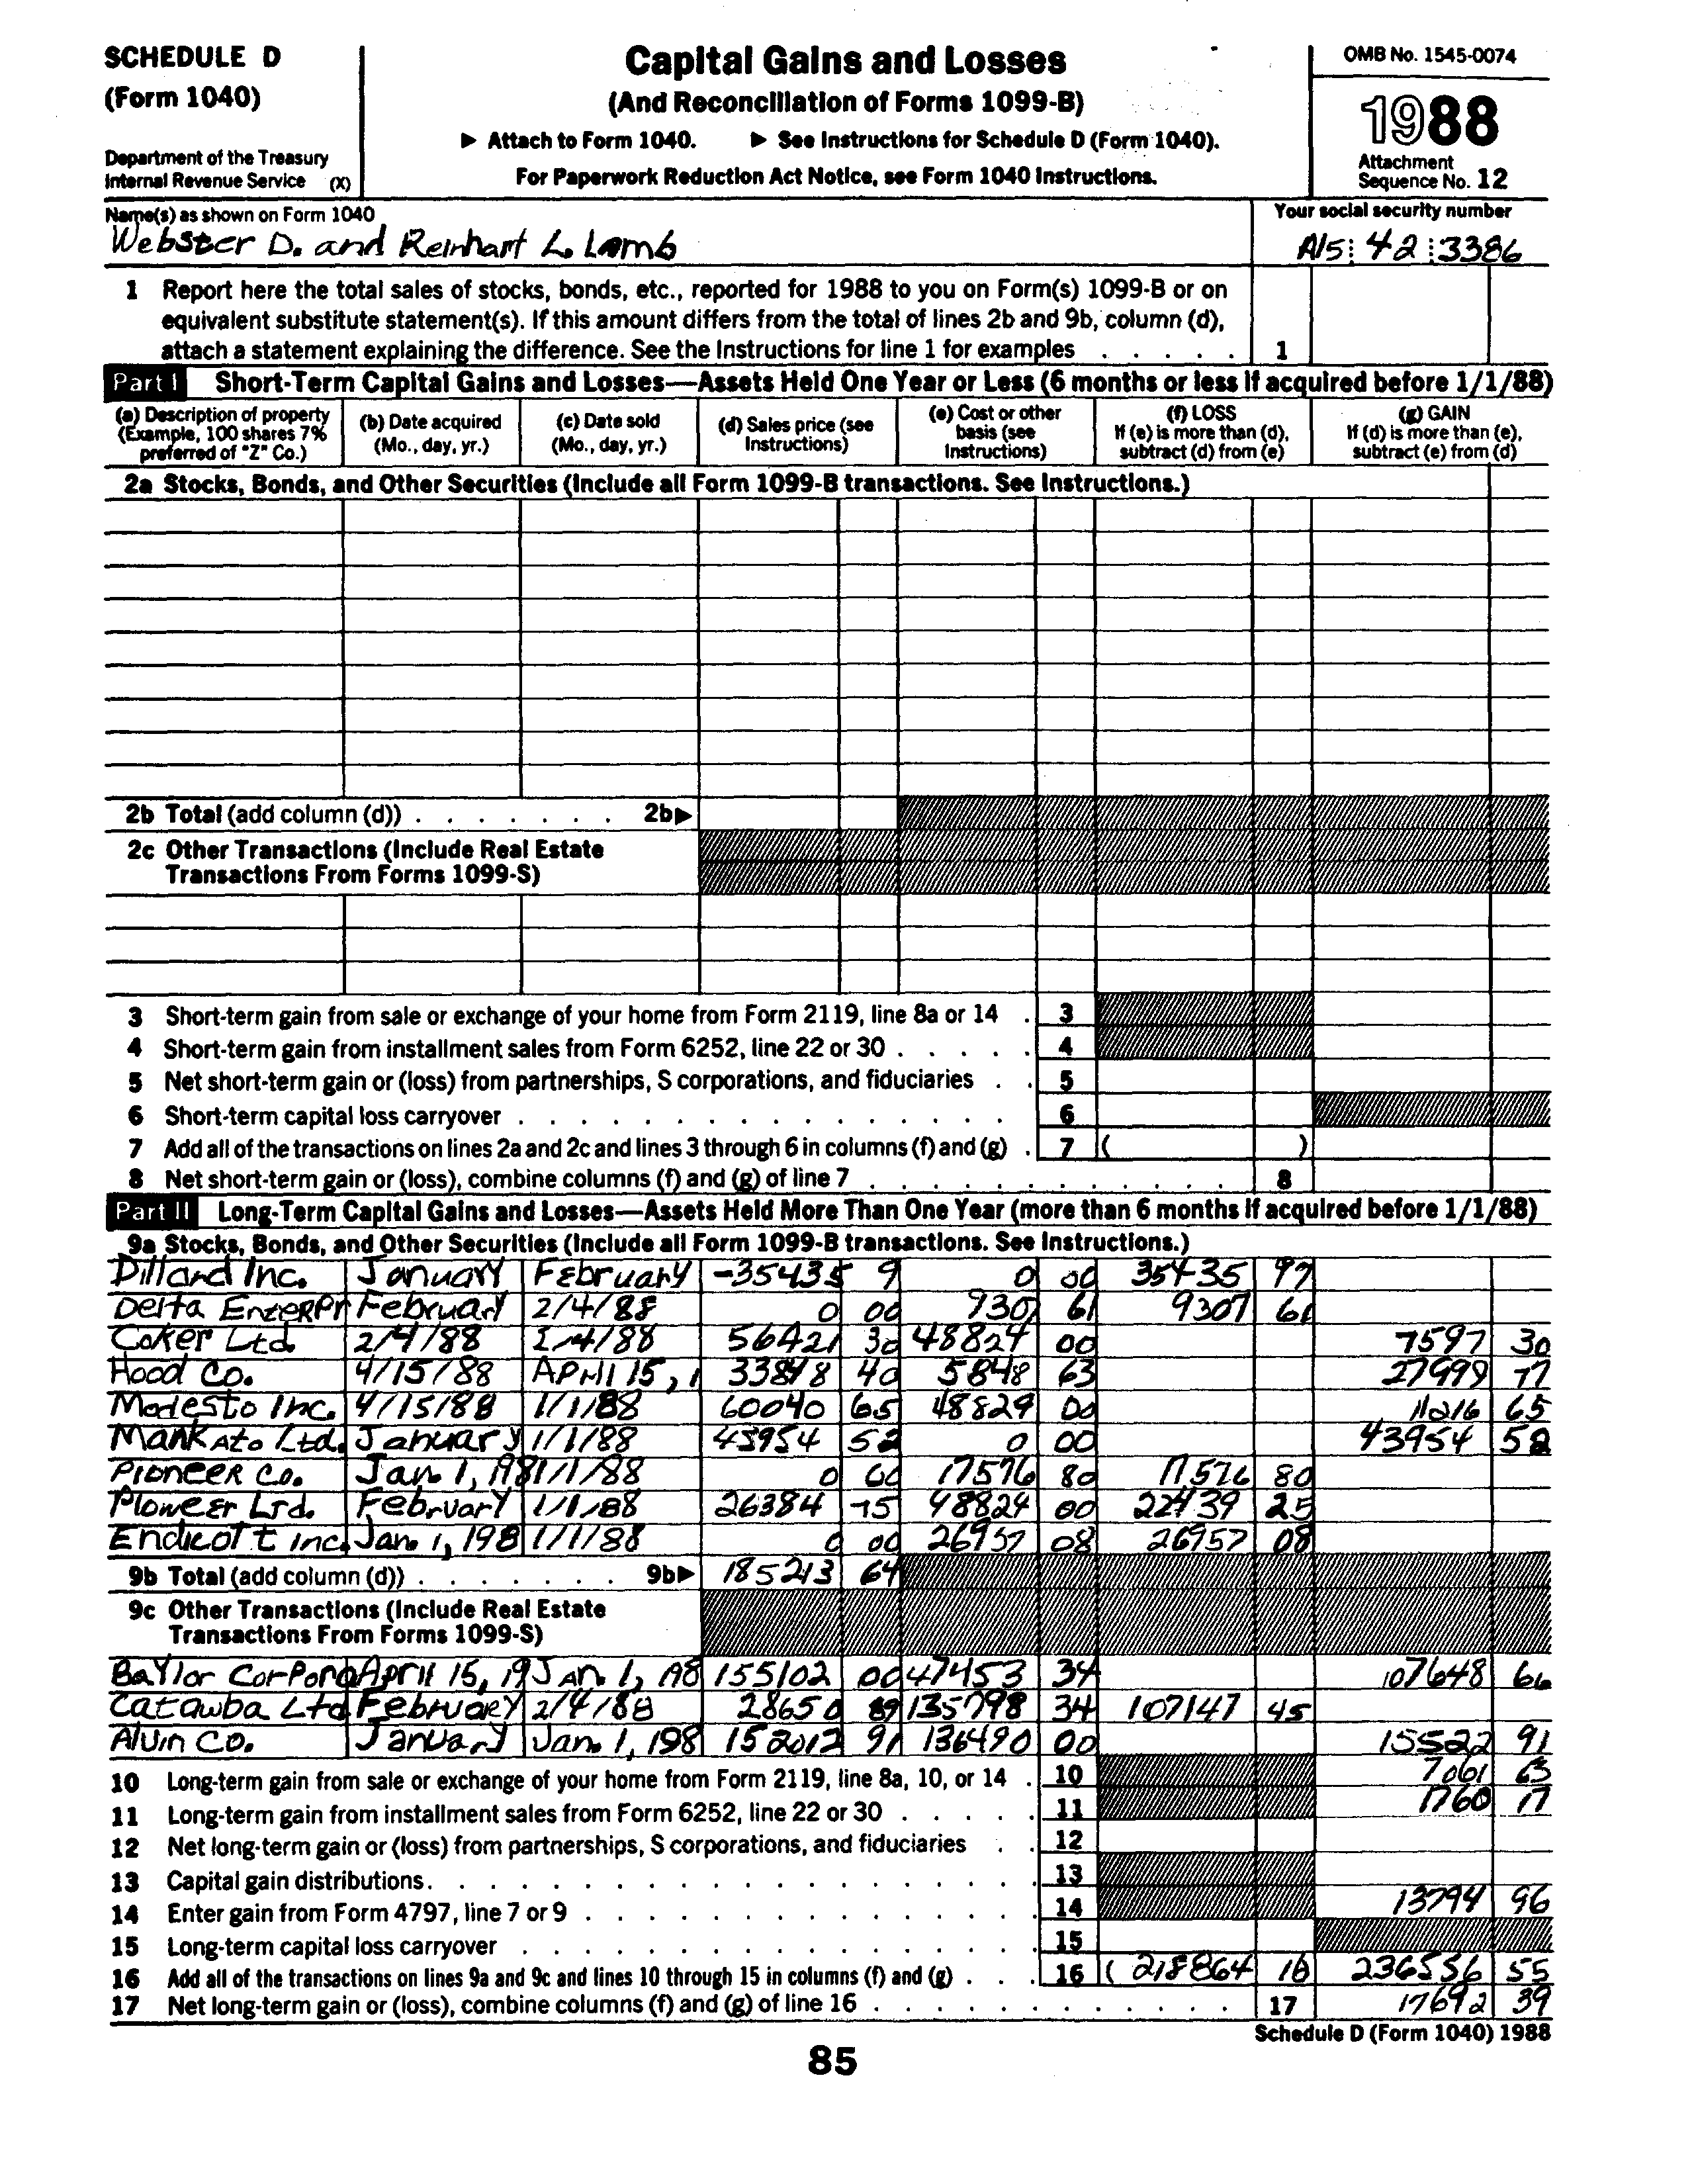 SCHEDULE D
(Form 1040)
Department of the Treasury
Internal Revenue Service (X)
Capital Gains and Losses
(And Reconciliation of Forms 1099-B)
▶ Attach to Form 1040. ▶ See Instructions for Schedule D (Form 1040).
For Paperwork Reduction Act Notice, see Form 1040 Instructions.
OMB No. 1545-0074
1988
Attachment
Sequence No. 12
Name(s) as shown on Form 1040
Webster D. and Reinhart L. Lamb
Your social security number
42 3386
1 Report here the total sales of stocks, bonds, etc., reported for 1988 to you on Form(s) 1099-B or on
equivalent substitute statement(s). If this amount differs from the total of lines 2b and 9b, column (d),
attach a statement explaining the difference. See the Instructions for line 1 for examples . . . . . 1
Part I Short-Term Capital Gains and Losses—Assets Held One Year or Less (6 months or less if acquired before 1/1/88)
(a) Description of property
(Example, 100 shares 7%
preferred of "Z" Co.)
(b) Date acquired
(Mo., day, yr.)
(c) Date sold
(Mo., day, yr.)
(d) Sales price (see
Instructions)
(e) Cost or other
basis (see
Instructions)
(f) LOSS
If (e) is more than (d),
subtract (d) from (e)
(g) GAIN
If (d) is more than (e),
subtract (e) from (d)
2a Stocks, Bonds, and Other Securities (Include all Form 1099-B transactions. See Instructions.)
2b Total (add column (d)) . . . . . . . 2b▶
2c Other Transactions (Include Real Estate
Transactions From Forms 1099-S)
3 Short-term gain from sale or exchange of your home from Form 2119, line 8a or 14 . 3
4 Short-term gain from installment sales from Form 6252, line 22 or 30 . . . . . 4
5 Net short-term gain or (loss) from partnerships, S corporations, and fiduciaries . . 5
6 Short-term capital loss carryover . . . . . . . . . . . . . . . 6
7 Add all of the transactions on lines 2a and 2c and lines 3 through 6 in columns (f) and (g) . 7 ( )
8 Net short-term gain or (loss), combine columns (f) and (g) of line 7 . . . . . . . . . . . . 8
Part II Long-Term Capital Gains and Losses—Assets Held More Than One Year (more than 6 months if acquired before 1/1/88)
9a Stocks, Bonds, and Other Securities (Include all Form 1099-B transactions. See Instructions.)
Dillard Inc. January February -35435 9 0 00 35435 97
Delta Enterpr February 2/4/88 0 00 930 61 9307 61
Coker Ltd. 2/4/88 56421 30 48824 00 7597 30
Hood Co. 4/15/88 April 15, 1 33848 40 5848 63 27999 77
Modesto Inc. 4/15/88 1/1/88 60040 65 48829 00 11216 65
Mankato Ltd. January 1/1/88 43954 52 0 00 43954 52
Pioneer Co. Jan. 1, 198 1/1/88 0 00 17576 80 17576 80
Ltd. February 1/1/88 26384 75 48824 00 22439 25
Endicott Inc. Jan. 1, 198 1/1/88 0 00 26957 08 26957 08
9b Total (add column (d)) . . . . . . . 9b▶ 185213 64
9c Other Transactions (Include Real Estate
Transactions From Forms 1099-S)
Baylor Corpora April 15, 19 Jan. 1, 198 155102 00 47453 34 107648 66
Catawba Ltd February 2/4/88 28650 89 135798 34 107147 45
Alvin Co. January Jan. 1, 198 152012 91 136490 00 15522 91
10 Long-term gain from sale or exchange of your home from Form 2119, line 8a, 10, or 14 . 10 7061 63
11 Long-term gain from installment sales from Form 6252, line 22 or 30 . . . . . 11 1760 17
12 Net long-term gain or (loss) from partnerships, S corporations, and fiduciaries . . 12
13 Capital gain distributions . . . . . . . . . . . . . . . . . . 13
14 Enter gain from Form 4797, line 7 or 9 . . . . . . . . . . . . . 14 13794 96
15 Long-term capital loss carryover . . . . . . . . . . . . . . . 15
16 Add all of the transactions on lines 9a and 9c and lines 10 through 15 in columns (f) and (g) . . . 16 ( 218864 16 236556 55
17 Net long-term gain or (loss), combine columns (f) and (g) of line 16 . . . . . . . . . . . . 17 17692 39
Schedule D (Form 1040) 1988
85